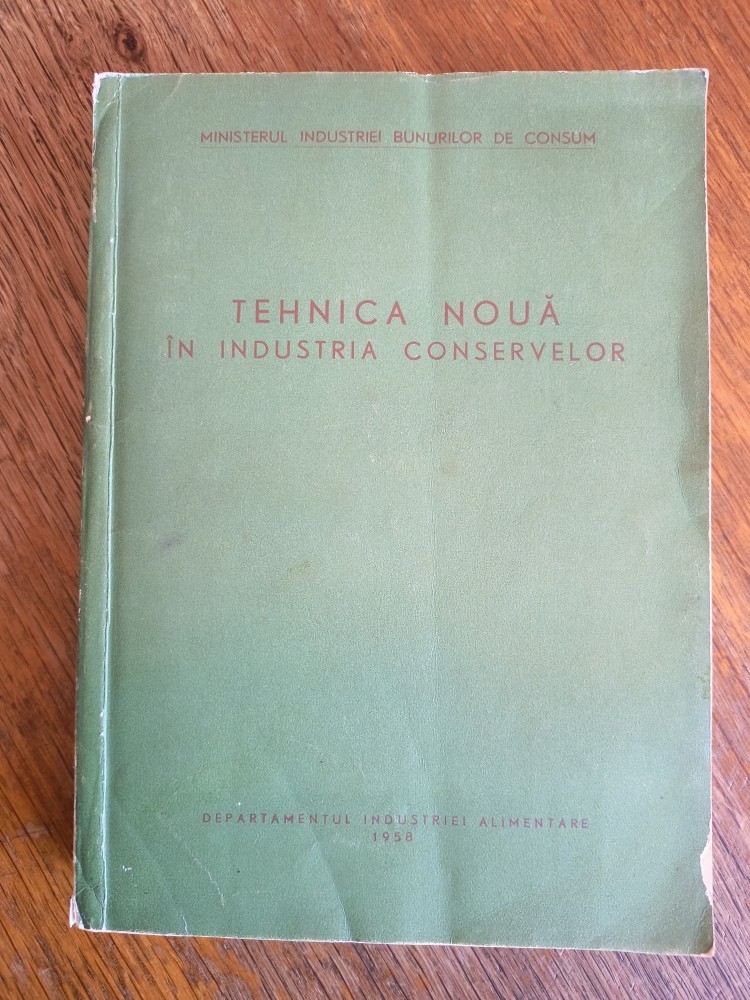 MINISTERUL INDUSTRIEI BUNURILOR DE CONSUM
TEHNICA NOUĂ
ÎN INDUSTRIA CONSERVELOR
DEPARTAMENTUL INDUSTRIEI ALIMENTARE
1958